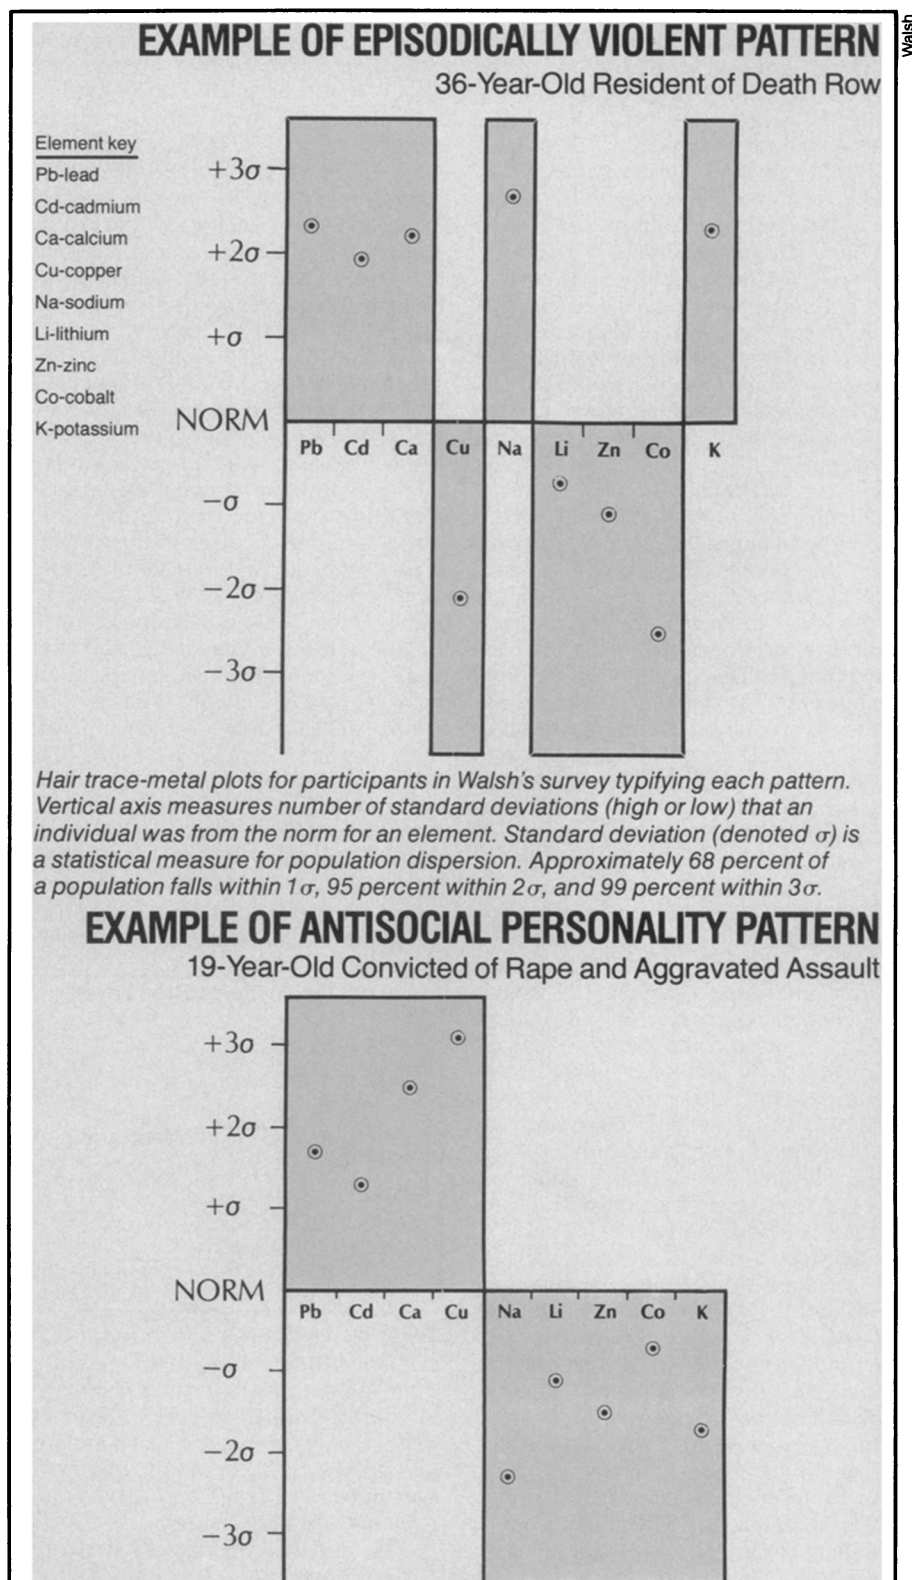 Walsh
EXAMPLE OF EPISODICALLY VIOLENT PATTERN
36-Year-Old Resident of Death Row
Element key
Pb-lead
Cd-cadmium
Ca-calcium
Cu-copper
Na-sodium
Li-lithium
Zn-zinc
Co-cobalt
K-potassium
+3σ
+2σ
+σ
NORM
−σ
−2σ
−3σ
Pb Cd Ca Cu Na Li Zn Co K
Hair trace-metal plots for participants in Walsh's survey typifying each pattern.
Vertical axis measures number of standard deviations (high or low) that an
individual was from the norm for an element. Standard deviation (denoted σ) is
a statistical measure for population dispersion. Approximately 68 percent of
a population falls within 1σ, 95 percent within 2σ, and 99 percent within 3σ.
EXAMPLE OF ANTISOCIAL PERSONALITY PATTERN
19-Year-Old Convicted of Rape and Aggravated Assault
+3σ
+2σ
+σ
NORM
−σ
−2σ
−3σ
Pb Cd Ca Cu Na Li Zn Co K